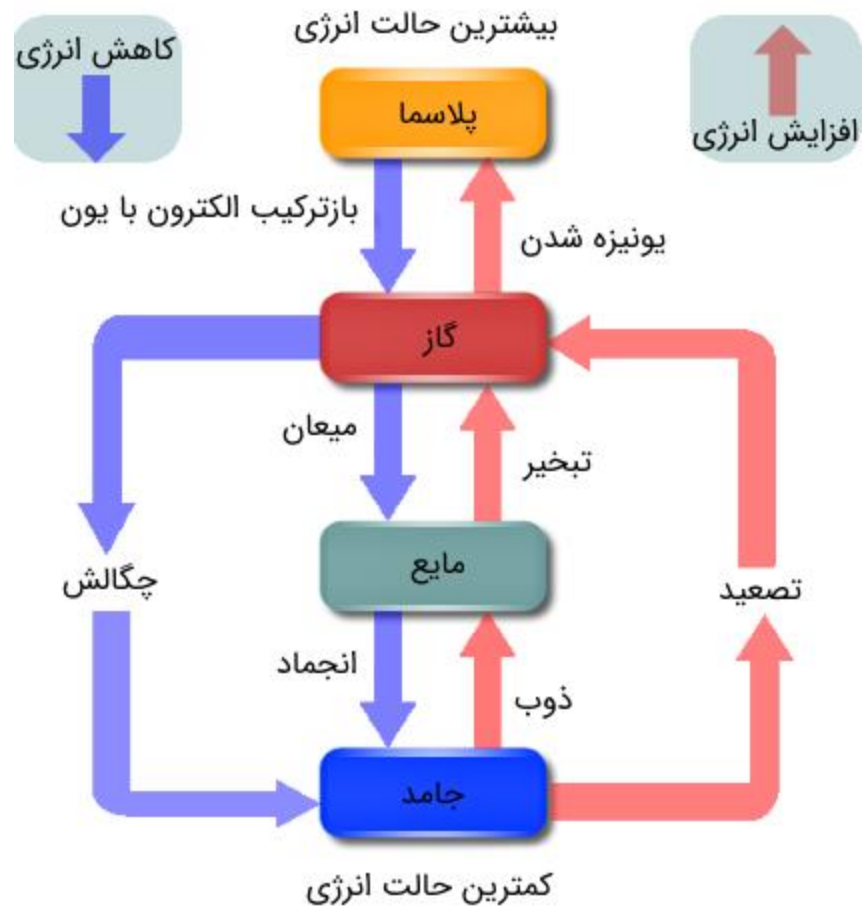 بیشترین حالت انرژی
افزایش انرژی
کاهش انرژی
پلاسما
یونیزه شدن
بازترکیب الکترون با یون
گاز
تبخیر
میعان
مایع
تصعید
چگالش
ذوب
انجماد
جامد
کمترین حالت انرژی